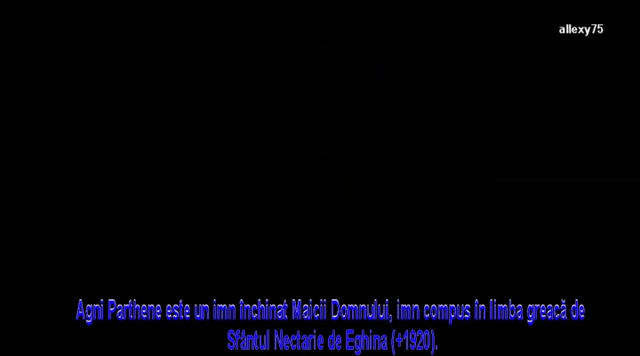 allexy75
Agni Parthene este un imn închinat Maicii Domnului, imn compus în limba greacă de
Sfântul Nectarie de Eghina (+1920).